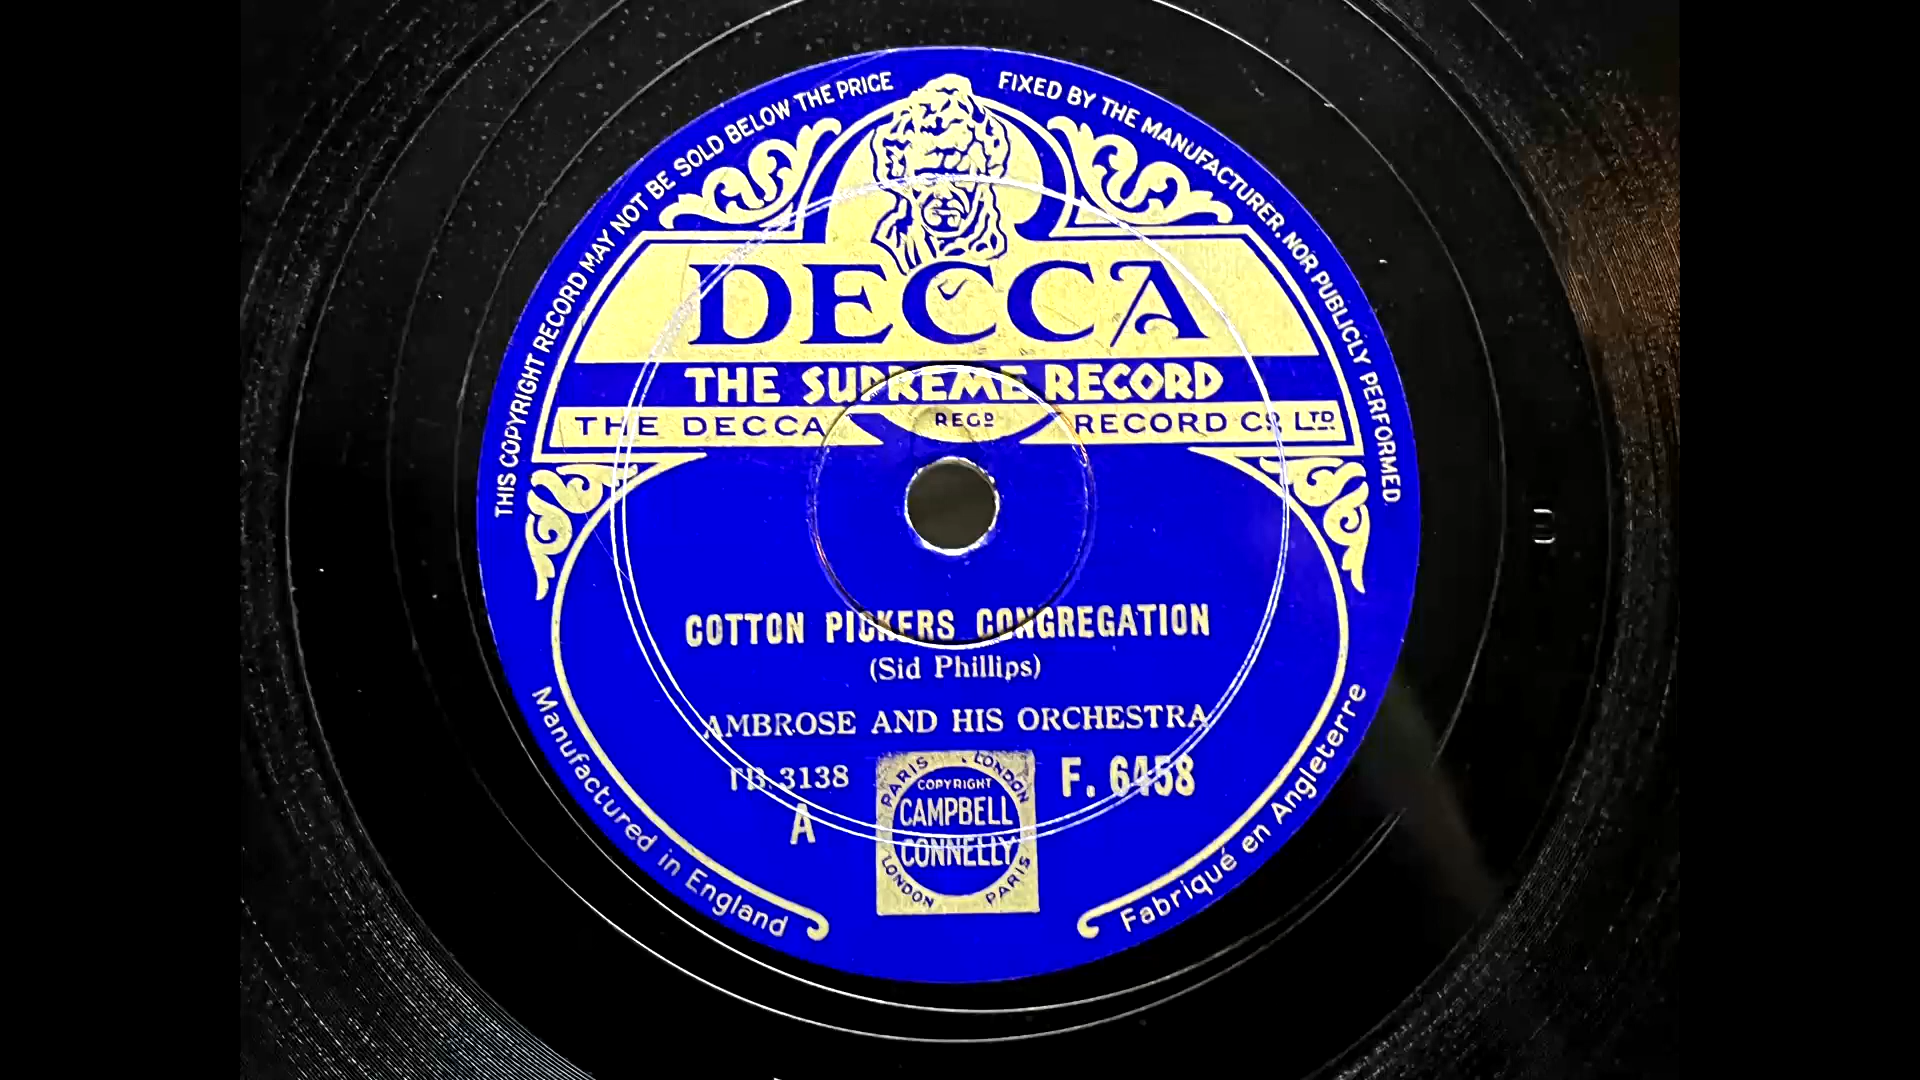 THIS COPYRIGHT RECORD MAY NOT BE SOLD BELOW THE PRICE FIXED BY THE MANUFACTURER, NOR PUBLICLY PERFORMED.
DECCA
THE SUPREME RECORD
THE DECCA REGD RECORD CO LTD.
COTTON PICKERS CONGREGATION
(Sid Phillips)
AMBROSE AND HIS ORCHESTRA
TB.3138
F. 6458
A
PARIS LONDON
COPYRIGHT
CAMPBELL
CONNELLY
LONDON PARIS
Manufactured in England
Fabriqué en Angleterre